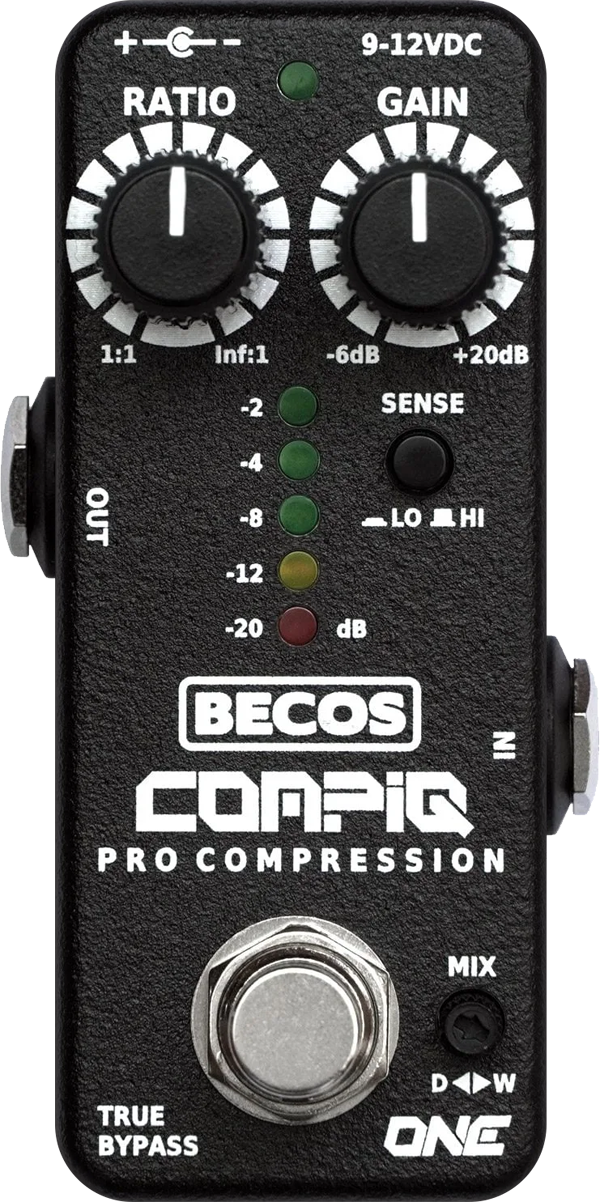 + -
9-12VDC
RATIO
GAIN
1:1
Inf:1
-6dB
+20dB
-2
SENSE
-4
-8
LO
HI
OUT
-12
-20
dB
BECOS
IN
COMPIQ
PRO COMPRESSION
MIX
D
W
TRUE
BYPASS
ONE